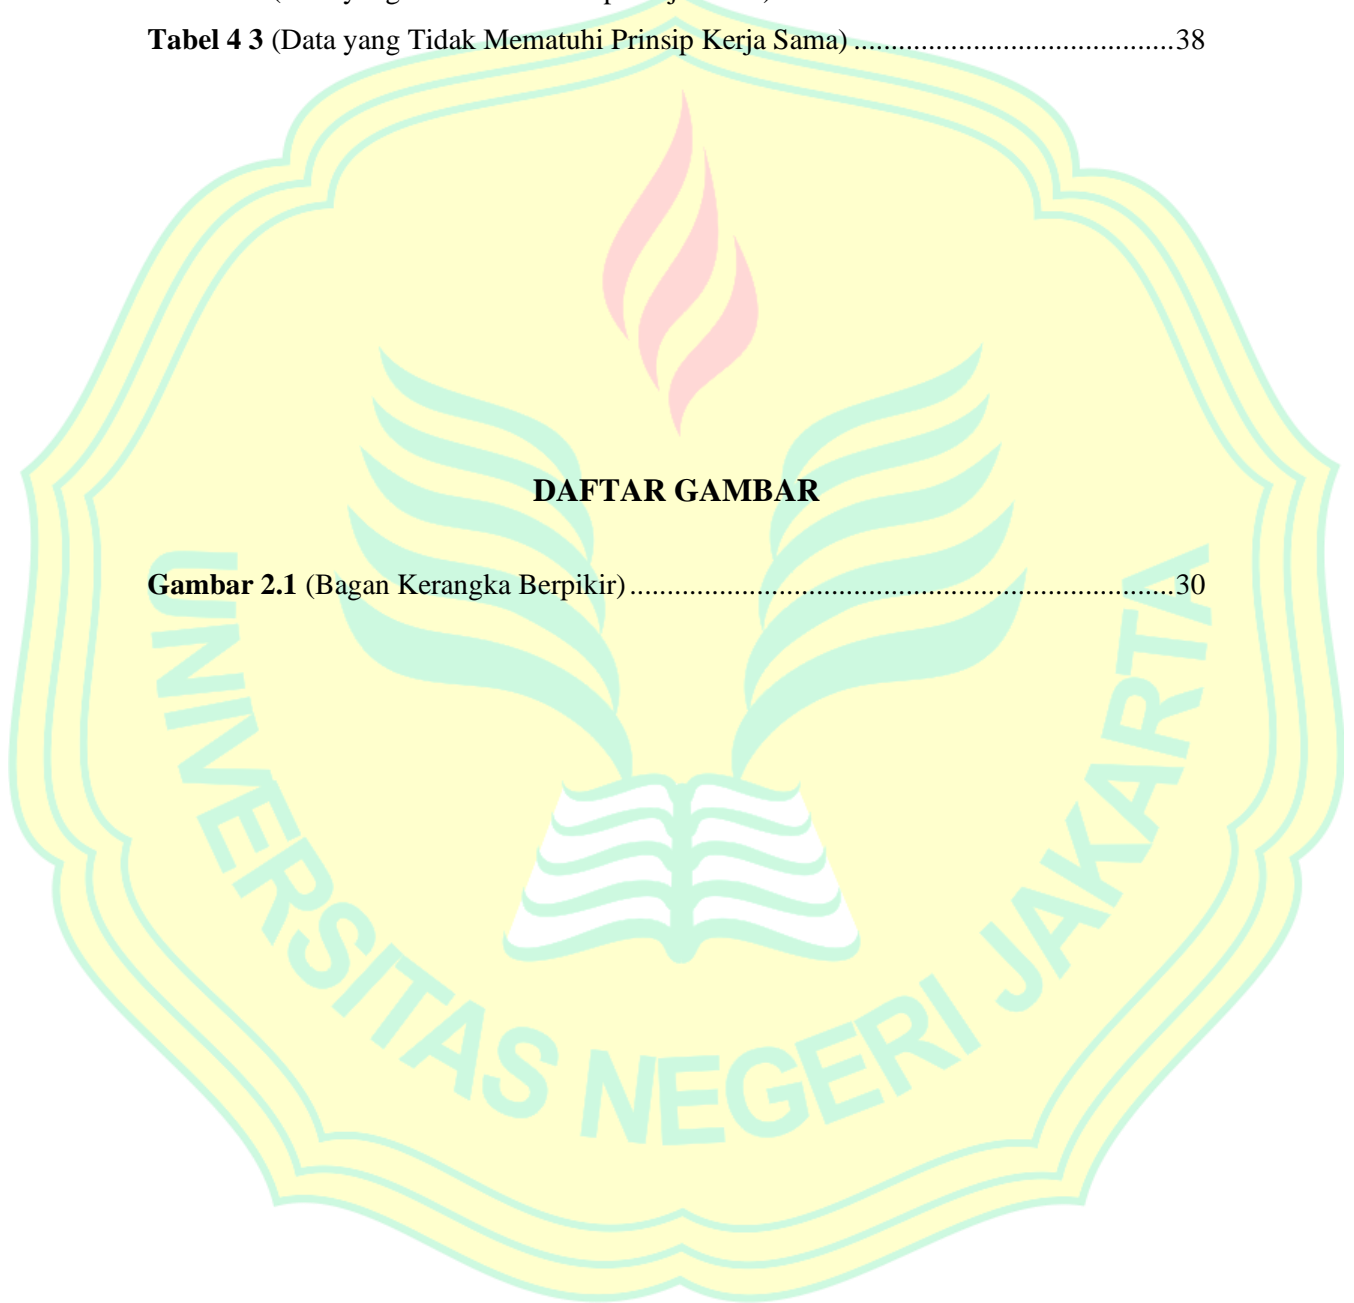 Tabel 4 3 (Data yang Tidak Mematuhi Prinsip Kerja Sama) ...........................................38
DAFTAR GAMBAR
Gambar 2.1 (Bagan Kerangka Berpikir) .........................................................................30
UNIVERSITAS NEGERI JAKARTA